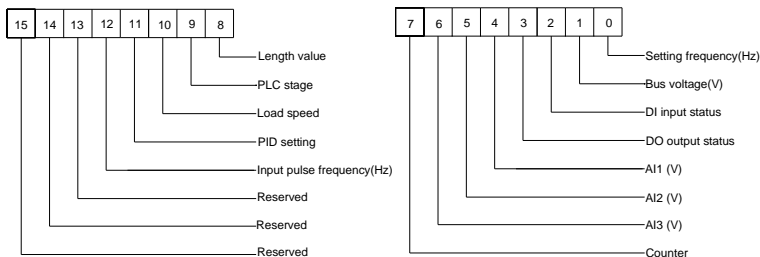 15 14 13 12 11 10 9 8
Length value
PLC stage
Load speed
PID setting
Input pulse frequency(Hz)
Reserved
Reserved
Reserved
7 6 5 4 3 2 1 0
Setting frequency(Hz)
Bus voltage(V)
DI input status
DO output status
AI1 (V)
AI2 (V)
AI3 (V)
Counter